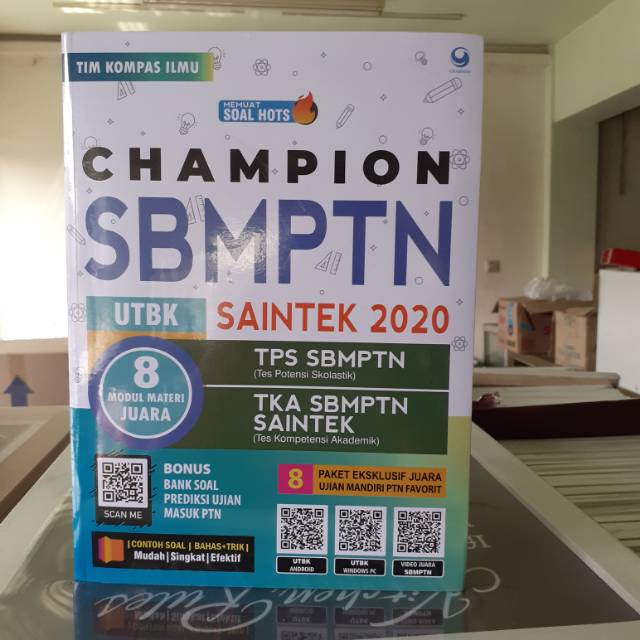 TIM KOMPAS ILMU
MEMUAT
SOAL HOTS
CHAMPION
SBMPTN
UTBK
SAINTEK 2020
8
MODUL MATERI
JUARA
TPS SBMPTN
(Tes Potensi Skolastik)
TKA SBMPTN
SAINTEK
(Tes Kompetensi Akademik)
BONUS
BANK SOAL
PREDIKSI UJIAN
MASUK PTN
SCAN ME
8
PAKET EKSKLUSIF JUARA
UJIAN MANDIRI PTN FAVORIT
UTBK
ANDROID
UTBK
WINDOWS PC
VIDEO JUARA
SBMPTN
|CONTOH SOAL | BAHAS+TRIK|
Mudah|Singkat|Efektif
Kitchen Rules